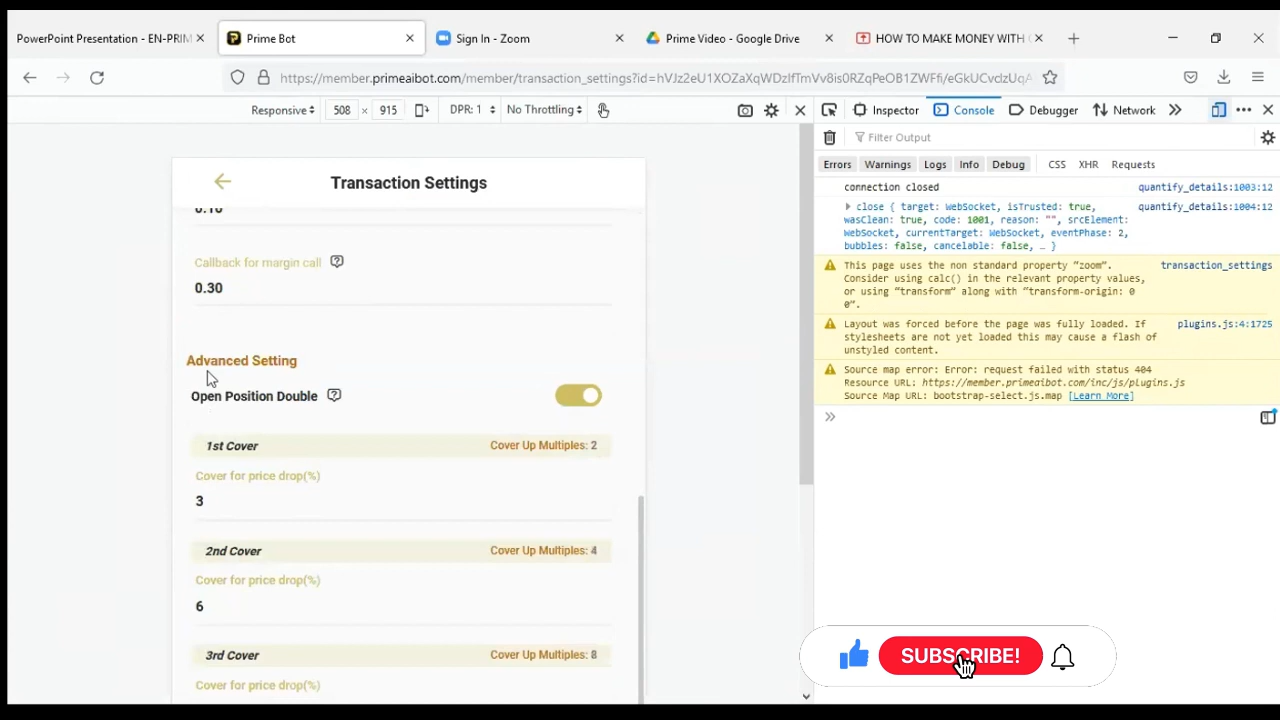 PowerPoint Presentation - EN-PRIM
Prime Bot
Sign In - Zoom
Prime Video - Google Drive
HOW TO MAKE MONEY WITH
https://member.primeaibot.com/member/transaction_settings?id=
Responsive
508 × 915
DPR: 1
No Throttling
Inspector
Console
Debugger
Network
Filter Output
Errors
Warnings
Logs
Info
Debug
CSS
XHR
Requests
Transaction Settings
0.10
Callback for margin call
0.30
Advanced Setting
Open Position Double
1st Cover
Cover Up Multiples: 2
Cover for price drop(%)
3
2nd Cover
Cover Up Multiples: 4
Cover for price drop(%)
6
3rd Cover
Cover Up Multiples: 8
Cover for price drop(%)
connection closed
quantify_details:1003:12
close { target: WebSocket, isTrusted: true,
quantify_details:1004:12
wasClean: true, code: 1001, reason: "", srcElement:
WebSocket, currentTarget: WebSocket, eventPhase: 2,
bubbles: false, cancelable: false, … }
This page uses the non standard property “zoom”.
transaction_settings
Consider using calc() in the relevant property values,
or using “transform” along with “transform-origin: 0
0”.
Layout was forced before the page was fully loaded. If
plugins.js:4:1725
stylesheets are not yet loaded this may cause a flash of
unstyled content.
Source map error: Error: request failed with status 404
Resource URL: https://member.primeaibot.com/inc/js/plugins.js
Source Map URL: bootstrap-select.js.map [Learn More]
SUBSCRIBE!